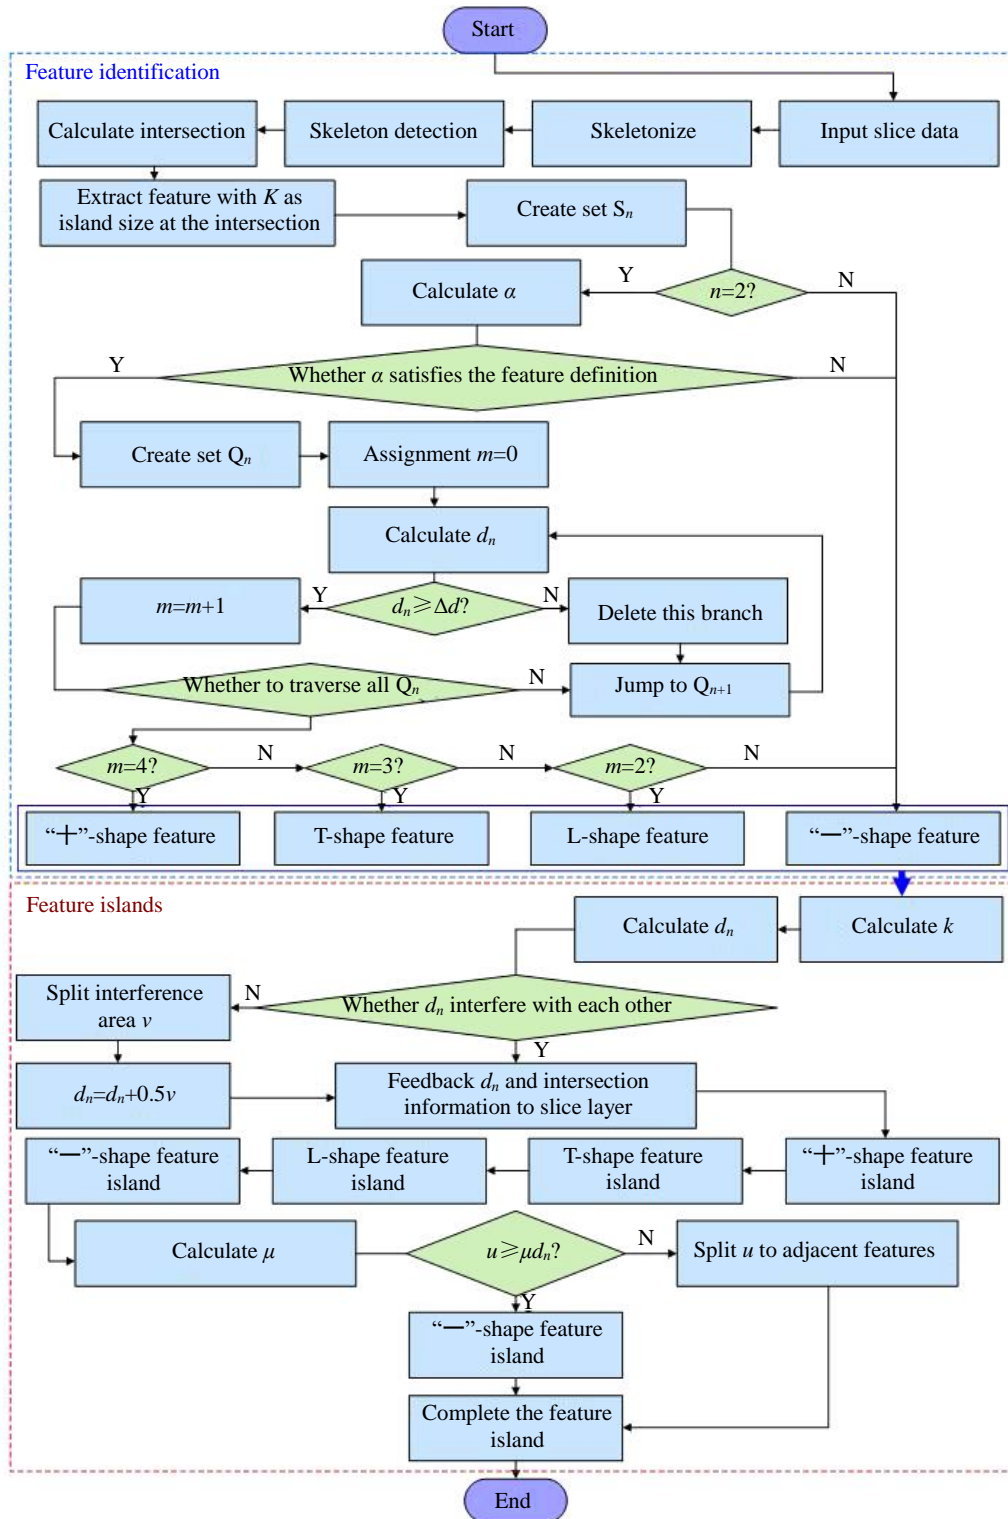 Start
Feature identification
Calculate intersection
Skeleton detection
Skeletonize
Input slice data
Extract feature with K as
island size at the intersection
Create set Sn
Calculate α
Y
n=2?
N
Y
Whether α satisfies the feature definition
N
Create set Qn
Assignment m=0
Calculate dn
m=m+1
Y
dn≥Δd?
N
Delete this branch
Whether to traverse all Qn
N
Jump to Qn+1
m=4?
N
m=3?
N
m=2?
N
Y
Y
Y
“十”-shape feature
T-shape feature
L-shape feature
“一”-shape feature
Feature islands
Calculate dn
Calculate k
Split interference
area v
N
Whether dn interfere with each other
Y
dn=dn+0.5v
Feedback dn and intersection
information to slice layer
“一”-shape feature
island
L-shape feature
island
T-shape feature
island
“十”-shape feature
island
Calculate μ
u≥μdn?
N
Split u to adjacent features
Y
“一”-shape feature
island
Complete the feature
island
End